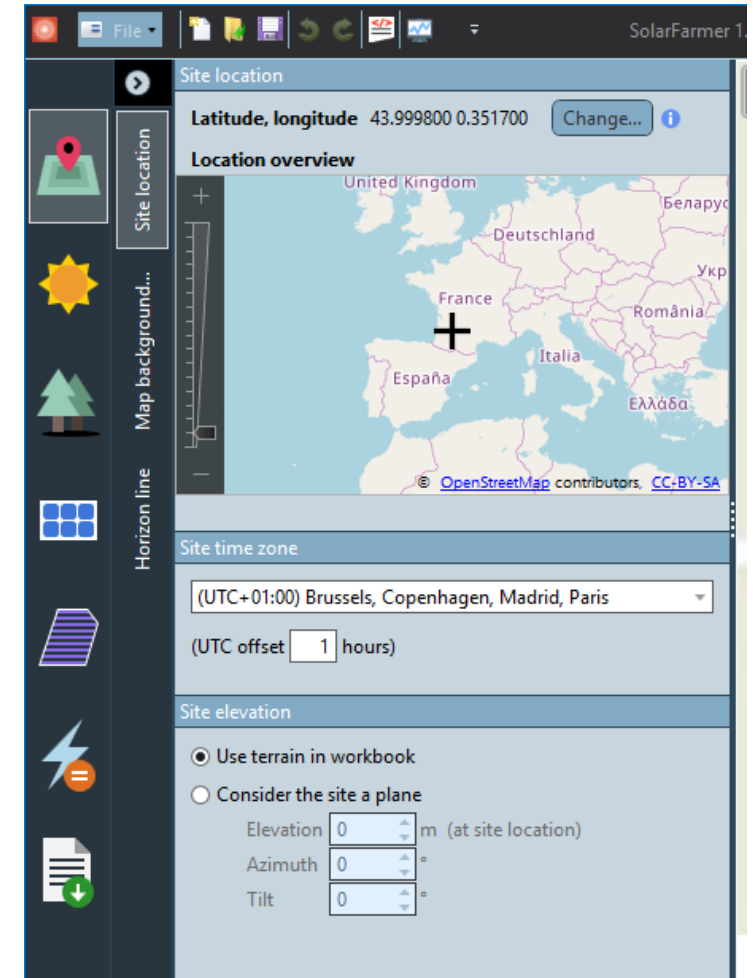 File
SolarFarmer 1.
Site location
Latitude, longitude 43.999800 0.351700 Change...
Location overview
United Kingdom
Беларус
Deutschland
Укр
France
România
Italia
España
Ελλάδα
© OpenStreetMap contributors, CC-BY-SA
Site time zone
(UTC+01:00) Brussels, Copenhagen, Madrid, Paris
(UTC offset 1 hours)
Site elevation
Use terrain in workbook
Consider the site a plane
Elevation 0 m (at site location)
Azimuth 0 °
Tilt 0 °
Site location
Map background...
Horizon line